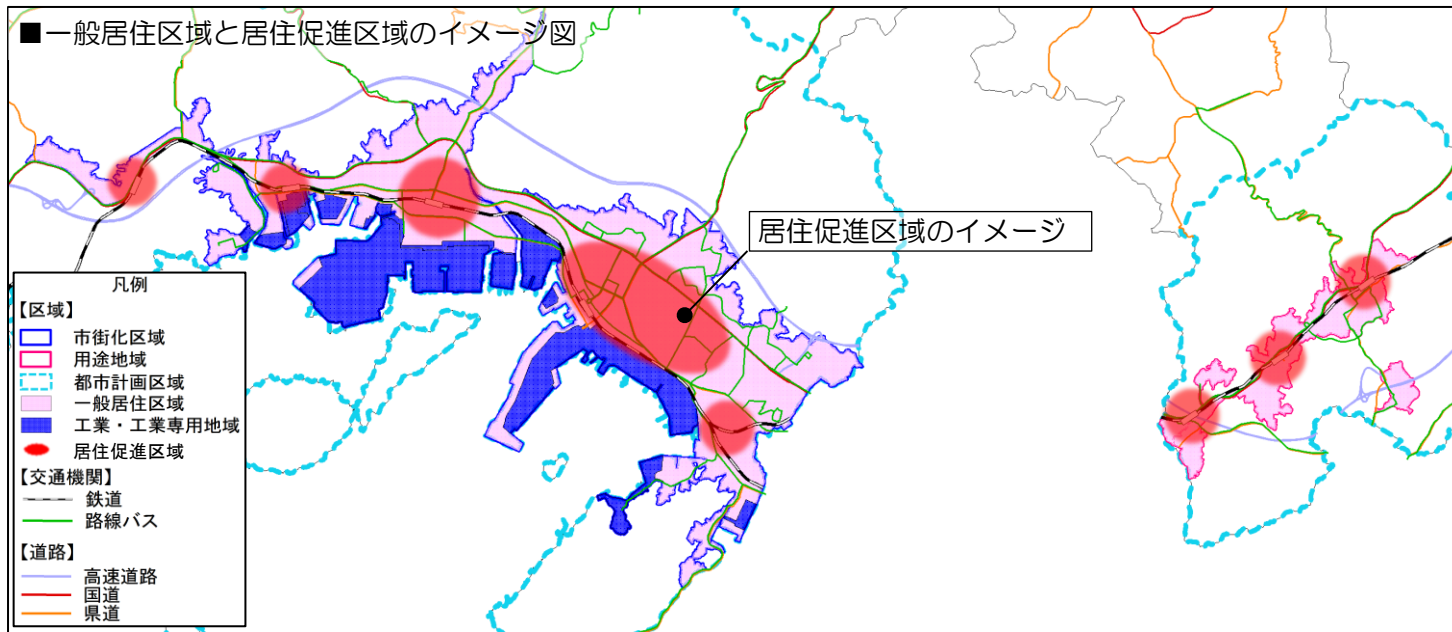 ■一般居住区域と居住促進区域のイメージ図
居住促進区域のイメージ
凡例
【区域】
市街化区域
用途地域
都市計画区域
一般居住区域
工業・工業専用地域
居住促進区域
【交通機関】
鉄道
路線バス
【道路】
高速道路
国道
県道